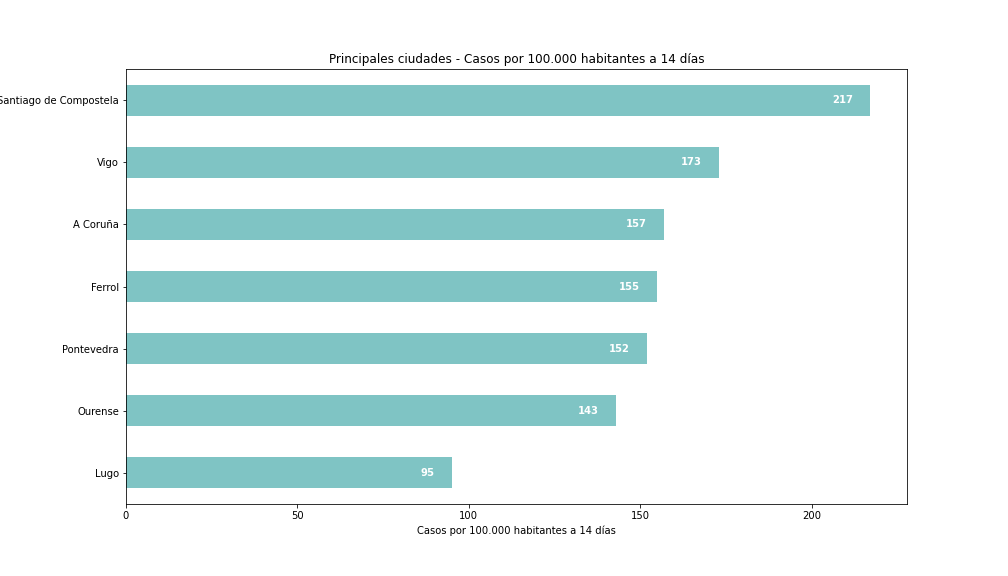 Principales ciudades - Casos por 100.000 habitantes a 14 días
Santiago de Compostela
217
Vigo
173
A Coruña
157
Ferrol
155
Pontevedra
152
Ourense
143
Lugo
95
0
50
100
150
200
Casos por 100.000 habitantes a 14 días